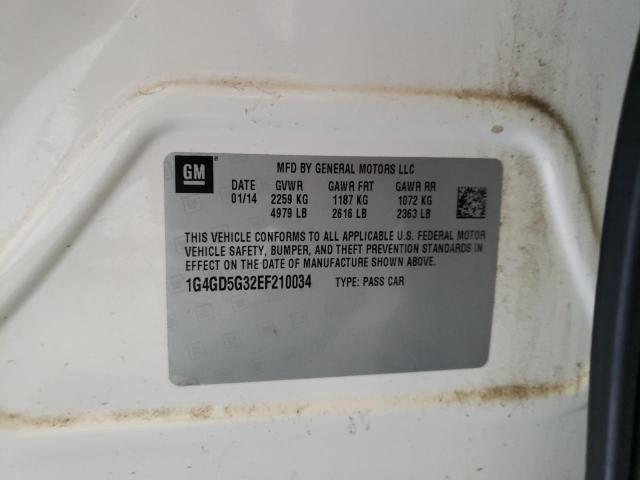 GM
MFD BY GENERAL MOTORS LLC
DATE GVWR GAWR FRT GAWR RR
01/14 2259 KG 1187 KG 1072 KG
4979 LB 2616 LB 2363 LB
THIS VEHICLE CONFORMS TO ALL APPLICABLE U.S. FEDERAL MOTOR
VEHICLE SAFETY, BUMPER, AND THEFT PREVENTION STANDARDS IN
EFFECT ON THE DATE OF MANUFACTURE SHOWN ABOVE.
1G4GD5G32EF210034 TYPE: PASS CAR